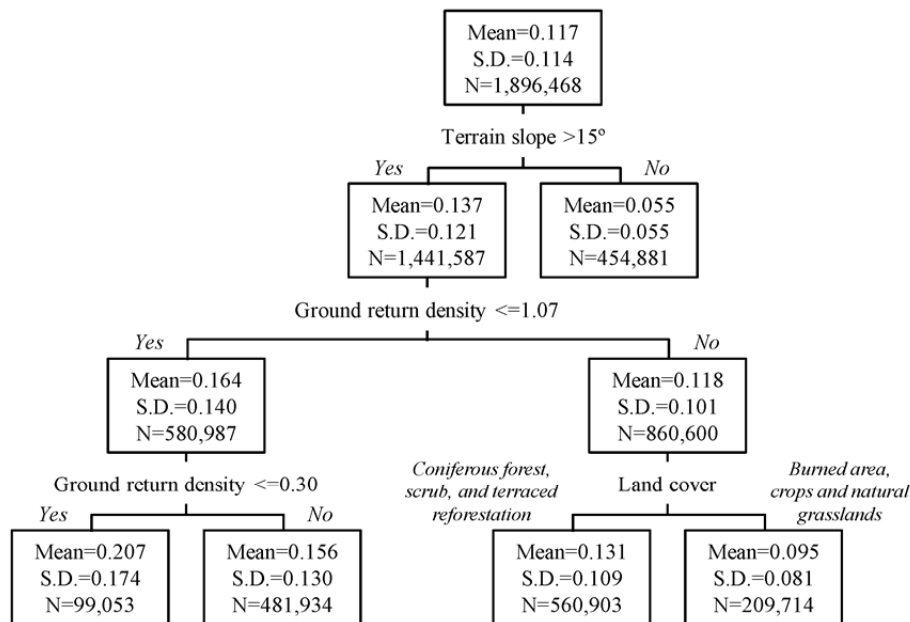 Mean=0.117
S.D.=0.114
N=1,896,468
Terrain slope >15º
Yes
No
Mean=0.137
S.D.=0.121
N=1,441,587
Mean=0.055
S.D.=0.055
N=454,881
Ground return density <=1.07
Yes
No
Mean=0.164
S.D.=0.140
N=580,987
Mean=0.118
S.D.=0.101
N=860,600
Ground return density <=0.30
Yes
No
Coniferous forest,
scrub, and terraced
reforestation
Land cover
Burned area,
crops and natural
grasslands
Mean=0.207
S.D.=0.174
N=99,053
Mean=0.156
S.D.=0.130
N=481,934
Mean=0.131
S.D.=0.109
N=560,903
Mean=0.095
S.D.=0.081
N=209,714